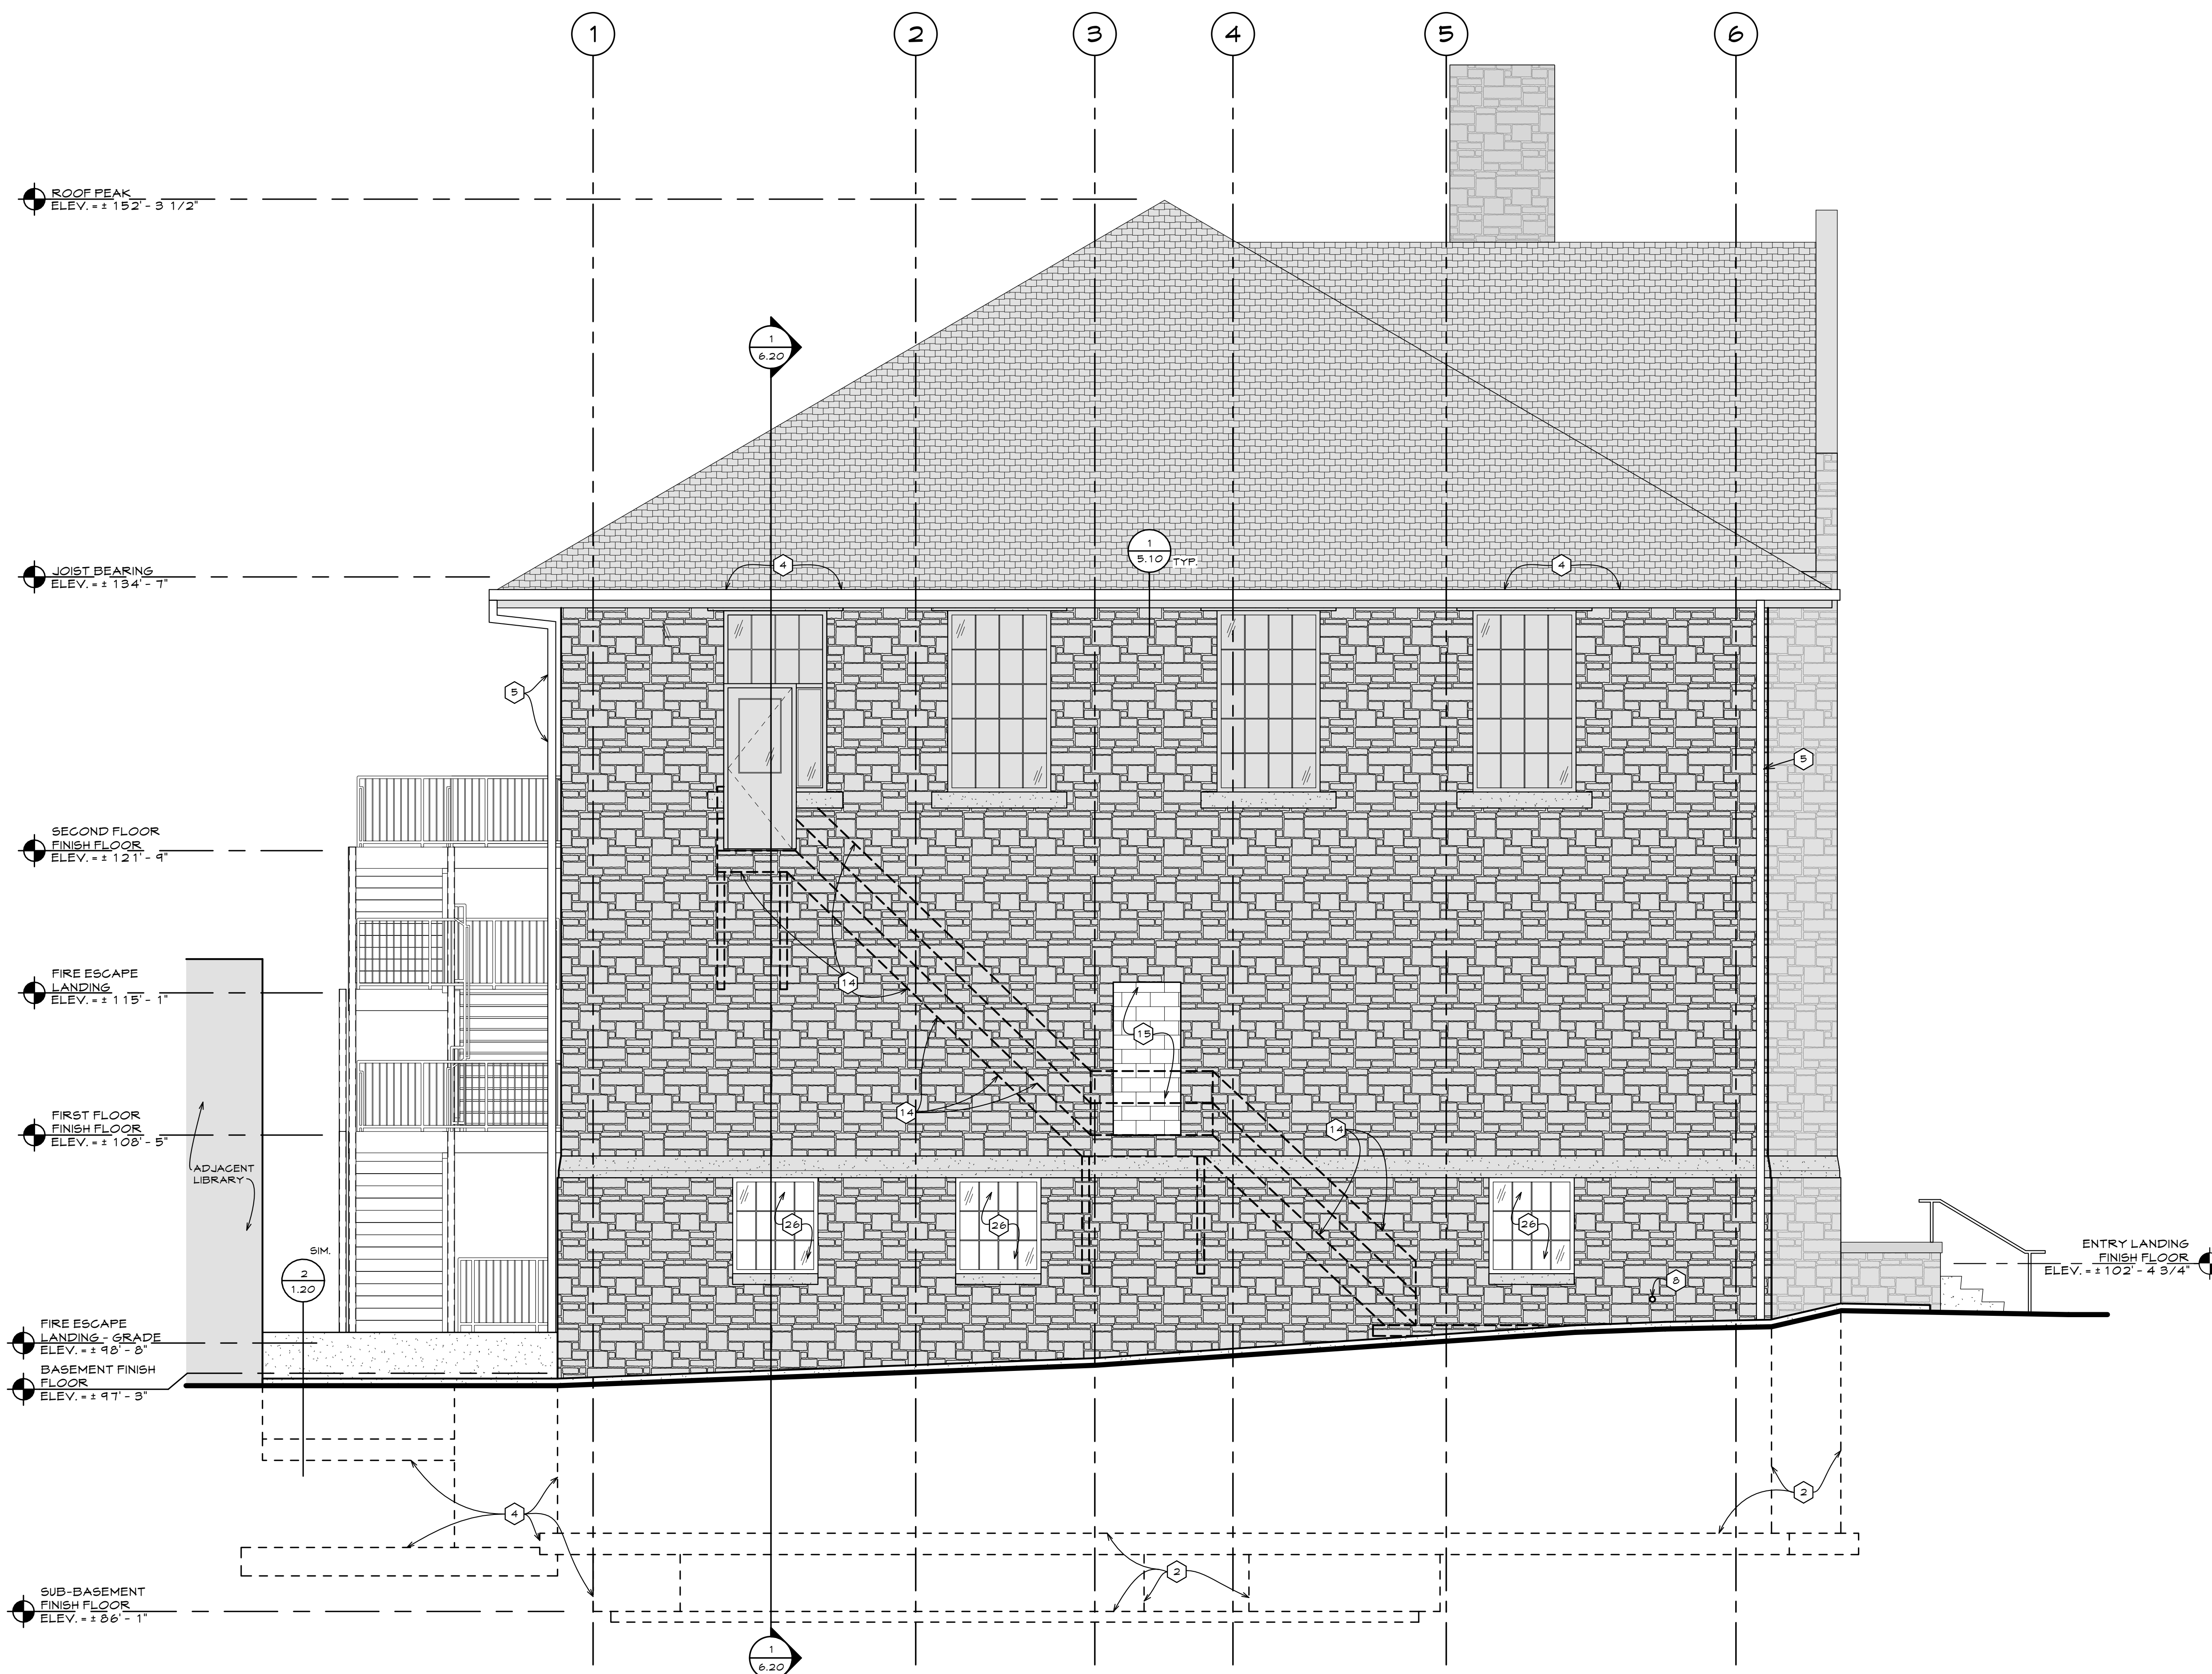 1
2
3
4
5
6
ROOF PEAK
ELEV. = ± 152' - 3 1/2"
1
6.20
1
5.10
TYP.
4
4
JOIST BEARING
ELEV. = ± 134' - 7"
5
5
SECOND FLOOR
FINISH FLOOR
ELEV. = ± 121' - 9"
FIRE ESCAPE
LANDING
ELEV. = ± 115' - 1"
14
15
FIRST FLOOR
FINISH FLOOR
ELEV. = ± 108' - 5"
14
14
ADJACENT
LIBRARY
26
26
26
SIM.
2
1.20
8
ENTRY LANDING
FINISH FLOOR
ELEV. = ± 102' - 4 3/4"
FIRE ESCAPE
LANDING - GRADE
ELEV. = ± 98' - 8"
BASEMENT FINISH
FLOOR
ELEV. = ± 97' - 3"
4
2
2
SUB-BASEMENT
FINISH FLOOR
ELEV. = ± 86' - 1"
1
6.20